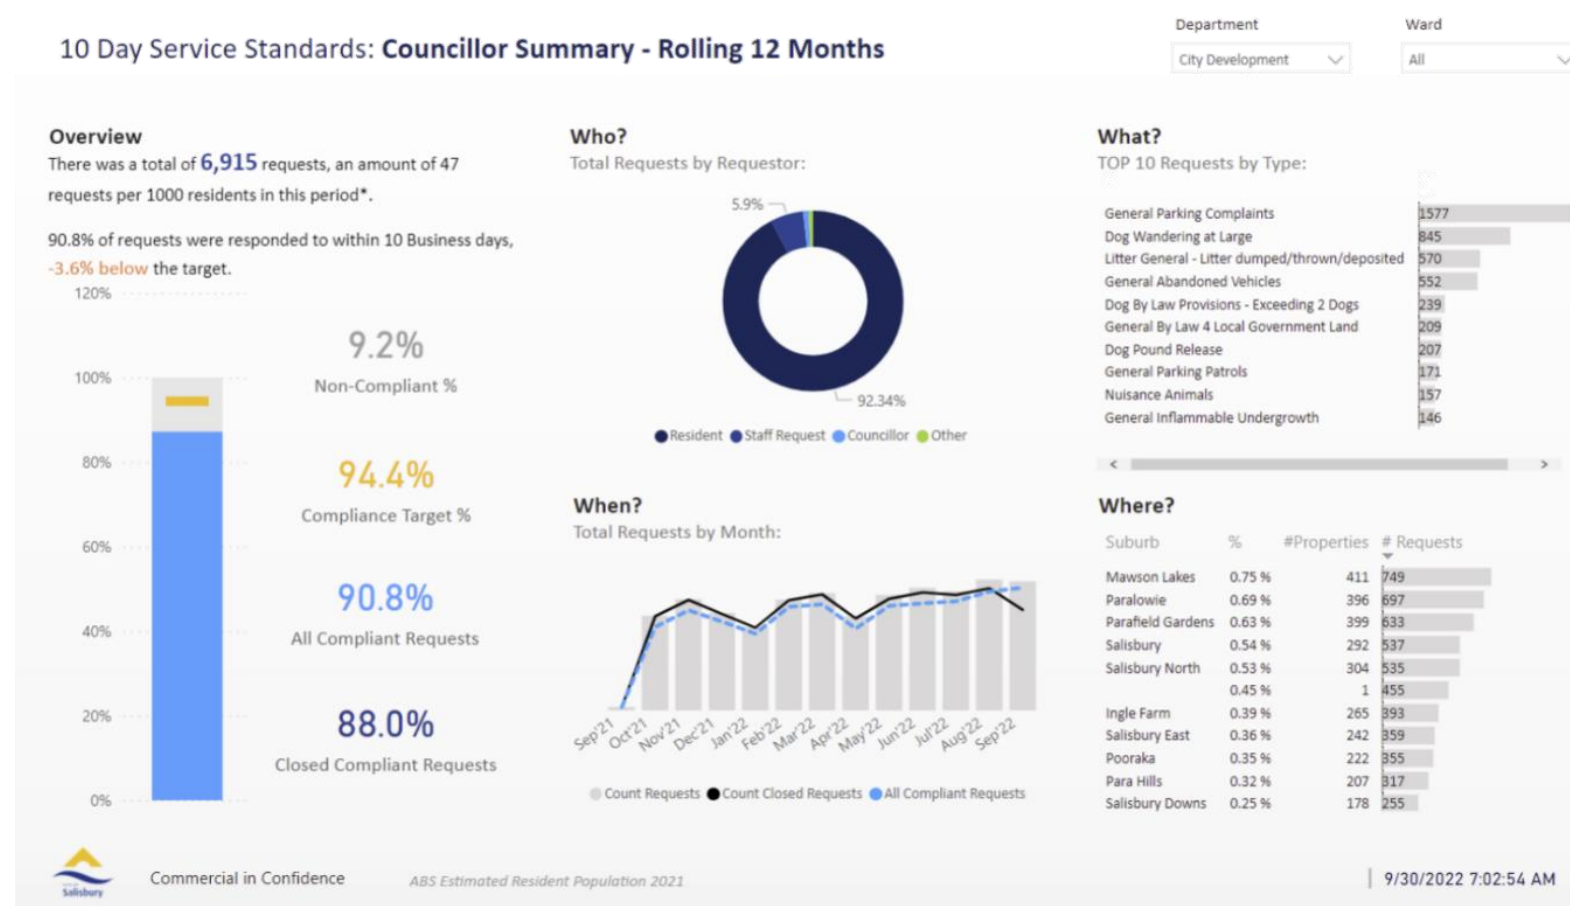 10 Day Service Standards: Councillor Summary - Rolling 12 Months
Department
City Development
Ward
All
Overview
There was a total of 6,915 requests, an amount of 47
requests per 1000 residents in this period*.
90.8% of requests were responded to within 10 Business days,
-3.6% below the target.
120%
100%
80%
60%
40%
20%
0%
9.2%
Non-Compliant %
94.4%
Compliance Target %
90.8%
All Compliant Requests
88.0%
Closed Compliant Requests
Who?
Total Requests by Requestor:
5.9%
92.34%
Resident Staff Request Councillor Other
When?
Total Requests by Month:
Sep'21 Oct'21 Nov'21 Dec'21 Jan'22 Feb'22 Mar'22 Apr'22 May'22 Jun'22 Jul'22 Aug'22 Sep'22
Count Requests Count Closed Requests All Compliant Requests
What?
TOP 10 Requests by Type:
General Parking Complaints 1577
Dog Wandering at Large 845
Litter General - Litter dumped/thrown/deposited 570
General Abandoned Vehicles 552
Dog By Law Provisions - Exceeding 2 Dogs 239
General By Law 4 Local Government Land 209
Dog Pound Release 207
General Parking Patrols 171
Nuisance Animals 157
General Inflammable Undergrowth 146
Where?
Suburb % #Properties # Requests
Mawson Lakes 0.75 % 411 749
Paralowie 0.69 % 396 697
Parafield Gardens 0.63 % 399 633
Salisbury 0.54 % 292 537
Salisbury North 0.53 % 304 535
0.45 % 1 455
Ingle Farm 0.39 % 265 393
Salisbury East 0.36 % 242 359
Pooraka 0.35 % 222 355
Para Hills 0.32 % 207 317
Salisbury Downs 0.25 % 178 255
Salisbury
Commercial in Confidence
ABS Estimated Resident Population 2021
9/30/2022 7:02:54 AM